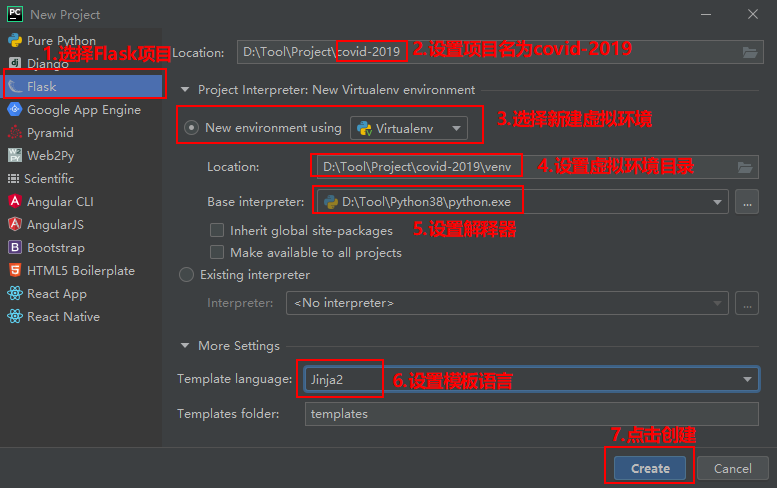 PC New Project
1.选择Flask项目
Pure Python
Django
Flask
Google App Engine
Pyramid
Web2Py
Scientific
Angular CLI
AngularJS
Bootstrap
HTML5 Boilerplate
React App
React Native
Location: D:\Tool\Project\covid-2019 2.设置项目名为covid-2019
Project Interpreter: New Virtualenv environment
New environment using Virtualenv 3.选择新建虚拟环境
Location: D:\Tool\Project\covid-2019\venv 4.设置虚拟环境目录
Base interpreter: D:\Tool\Python38\python.exe ...
Inherit global site-packages 5.设置解释器
Make available to all projects
Existing interpreter
Interpreter: <No interpreter> ...
More Settings
Template language: Jinja2 6.设置模板语言
Templates folder: templates
7.点击创建
Create Cancel